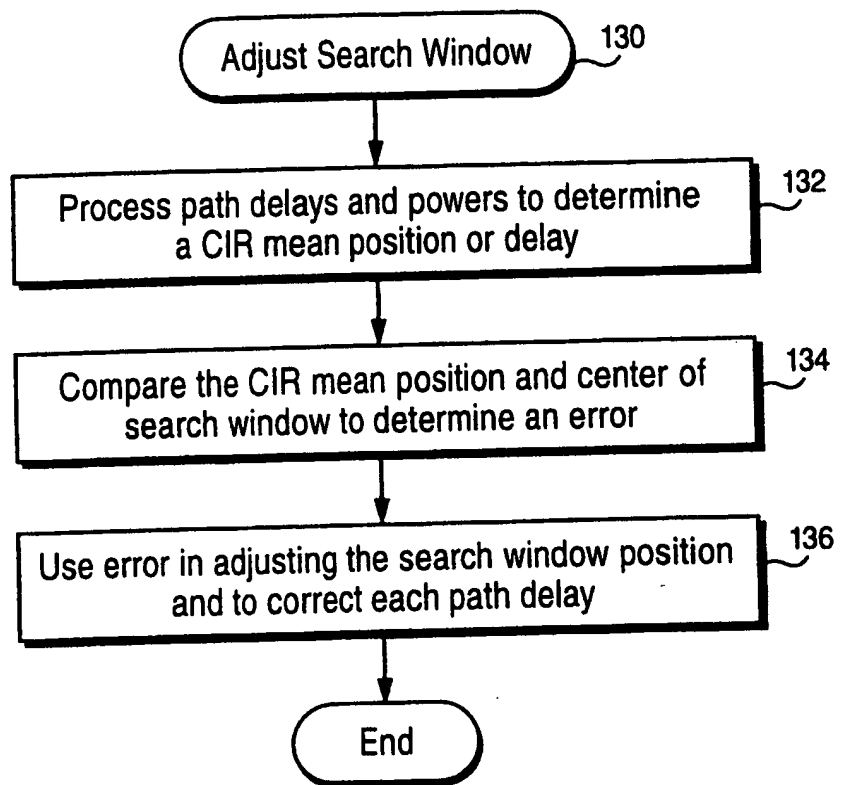 Adjust Search Window
130
Process path delays and powers to determine
a CIR mean position or delay
132
Compare the CIR mean position and center of
search window to determine an error
134
Use error in adjusting the search window position
and to correct each path delay
136
End